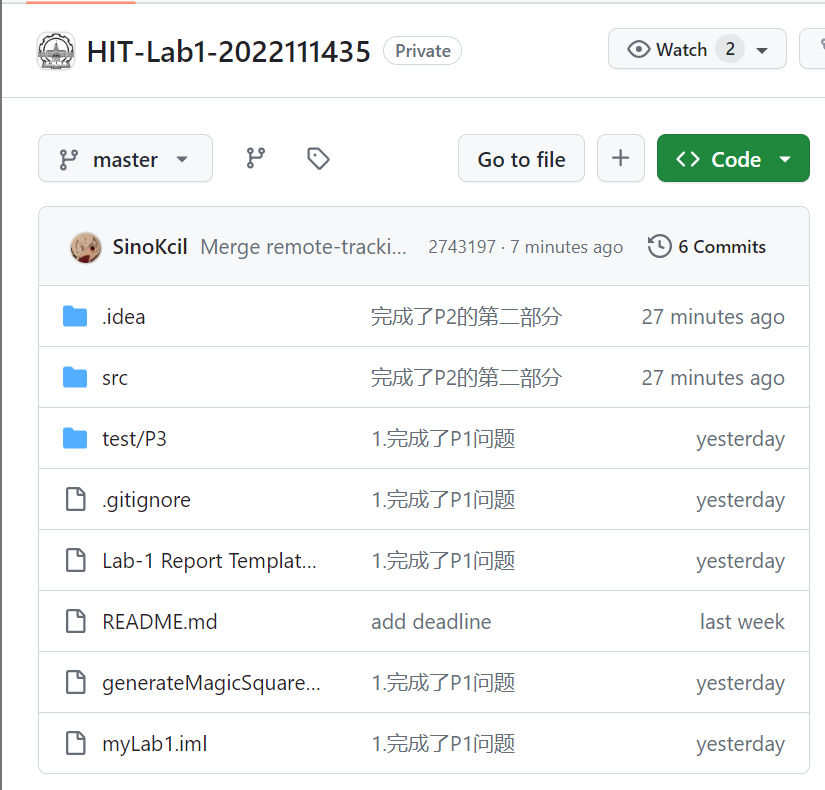 HIT-Lab1-2022111435 Private Watch 2
master Go to file Code
SinoKcil Merge remote-tracki... 2743197 · 7 minutes ago 6 Commits
.idea 完成了P2的第二部分 27 minutes ago
src 完成了P2的第二部分 27 minutes ago
test/P3 1.完成了P1问题 yesterday
.gitignore 1.完成了P1问题 yesterday
Lab-1 Report Templat... 1.完成了P1问题 yesterday
README.md add deadline last week
generateMagicSquare... 1.完成了P1问题 yesterday
myLab1.iml 1.完成了P1问题 yesterday